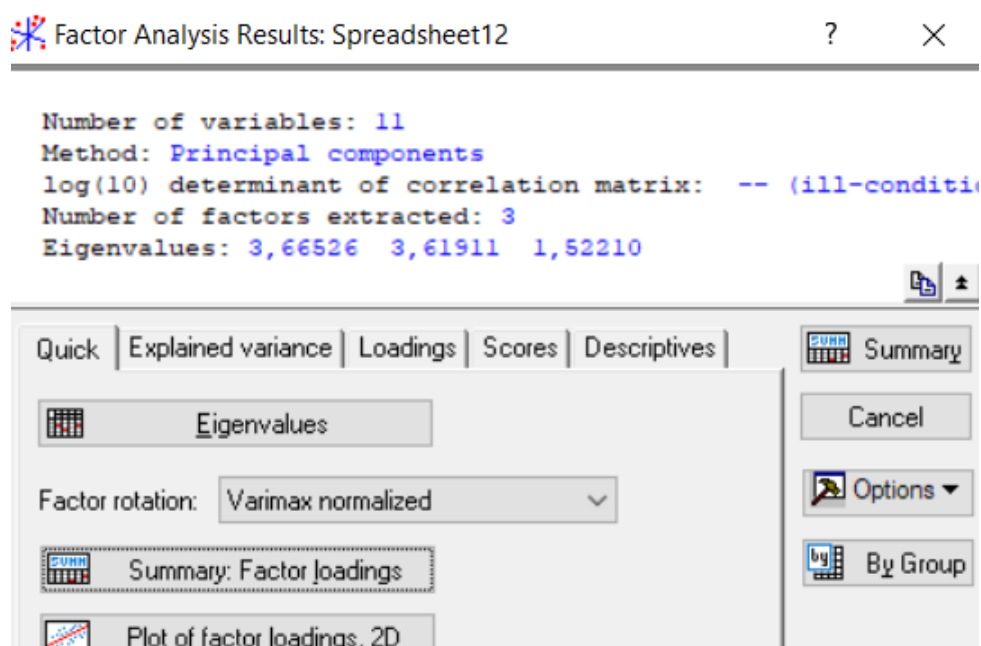 Factor Analysis Results: Spreadsheet12 ?
Number of variables: 11
Method: Principal components
log(10) determinant of correlation matrix: -- (ill-conditi
Number of factors extracted: 3
Eigenvalues: 3,66526 3,61911 1,52210
Quick Explained variance Loadings Scores Descriptives
Summary
Eigenvalues
Cancel
Factor rotation: Varimax normalized
Options
Summary: Factor loadings
By Group
Plot of factor loadings, 2D